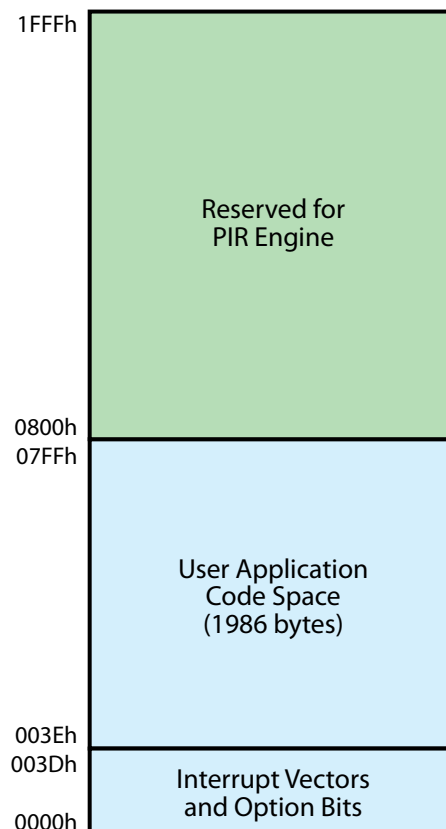 1FFFh
Reserved for
PIR Engine
0800h
07FFh
User Application
Code Space
(1986 bytes)
003Eh
003Dh
Interrupt Vectors
and Option Bits
0000h